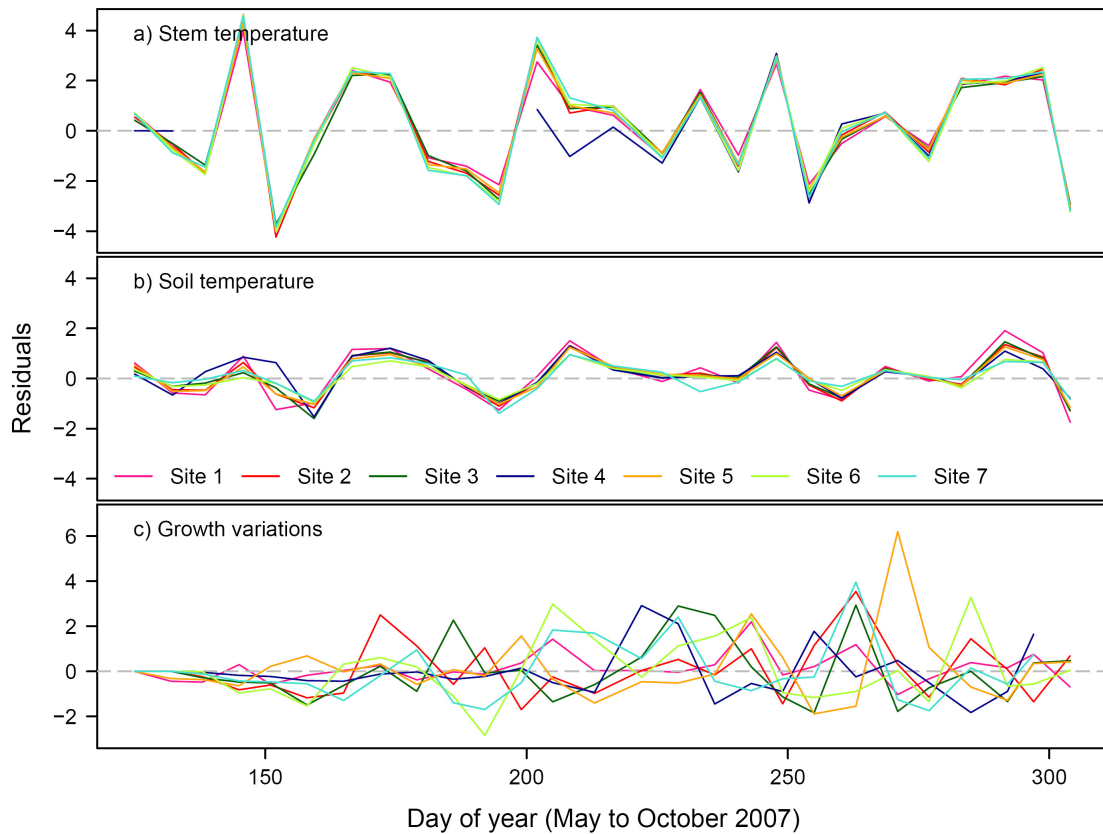 a) Stem temperature
4
2
0
−2
−4
b) Soil temperature
4
2
0
−2
−4
Residuals
Site 1 Site 2 Site 3 Site 4 Site 5 Site 6 Site 7
c) Growth variations
6
4
2
0
−2
150 200 250 300
Day of year (May to October 2007)